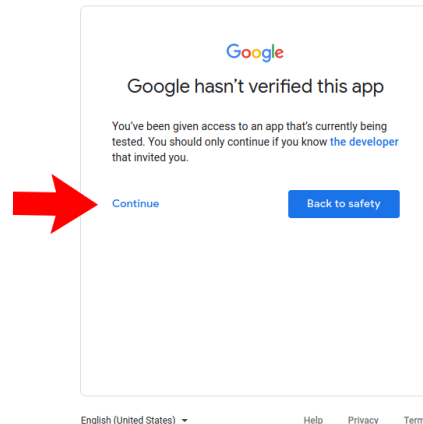 Google
Google hasn't verified this app
You've been given access to an app that's currently being
tested. You should only continue if you know the developer
that invited you.
Continue
Back to safety
English (United States)
Help
Privacy
Term